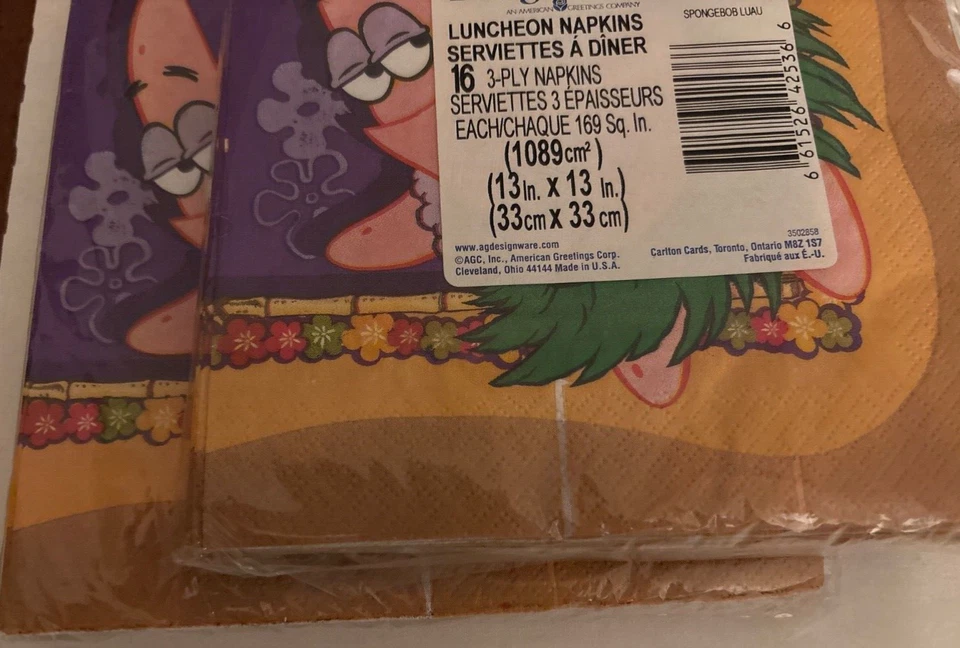 AN AMERICAN GREETINGS COMPANY
SPONGEBOB LUAU
LUNCHEON NAPKINS
SERVIETTES Á DÎNER
16 3-PLY NAPKINS
SERVIETTES 3 ÉPAISSEURS
EACH/CHAQUE 169 Sq. In.
(1089cm²)
(13In. X 13 In.)
(33cm X 33 cm)
6 61526 42536 6
www.agdesignware.com
©AGC, Inc., American Greetings Corp.
Cleveland, Ohio 44144 Made in U.S.A.
3502858
Carlton Cards, Toronto, Ontario M8Z 1S7
Fabriqué aux É.-U.